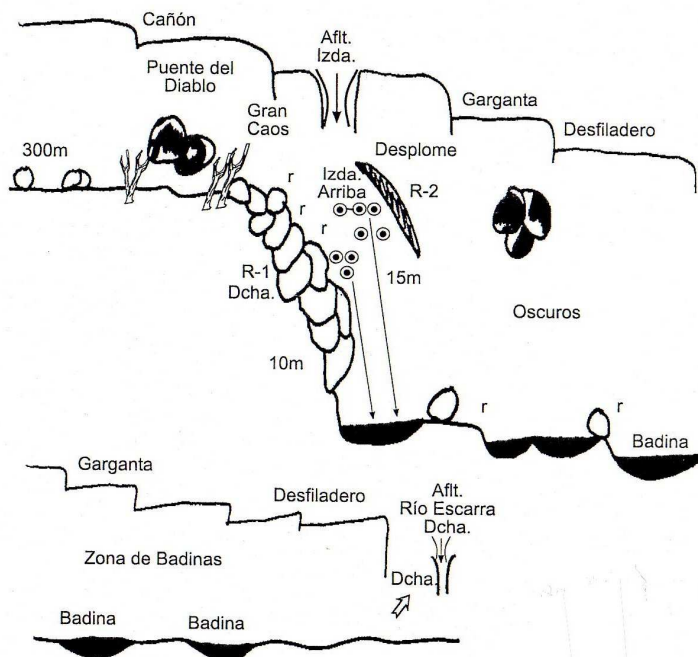 Cañón
Aflt.
Izda.
Puente del
Diablo
Gran
Caos
Garganta
Desfiladero
300m
Desplome
r
Izda.
Arriba
R-2
r
r
R-1
Dcha.
15m
Oscuros
10m
r
r
Badina
Garganta
Desfiladero
Aflt.
Río Escarra
Dcha.
Zona de Badinas
Dcha.
Badina
Badina